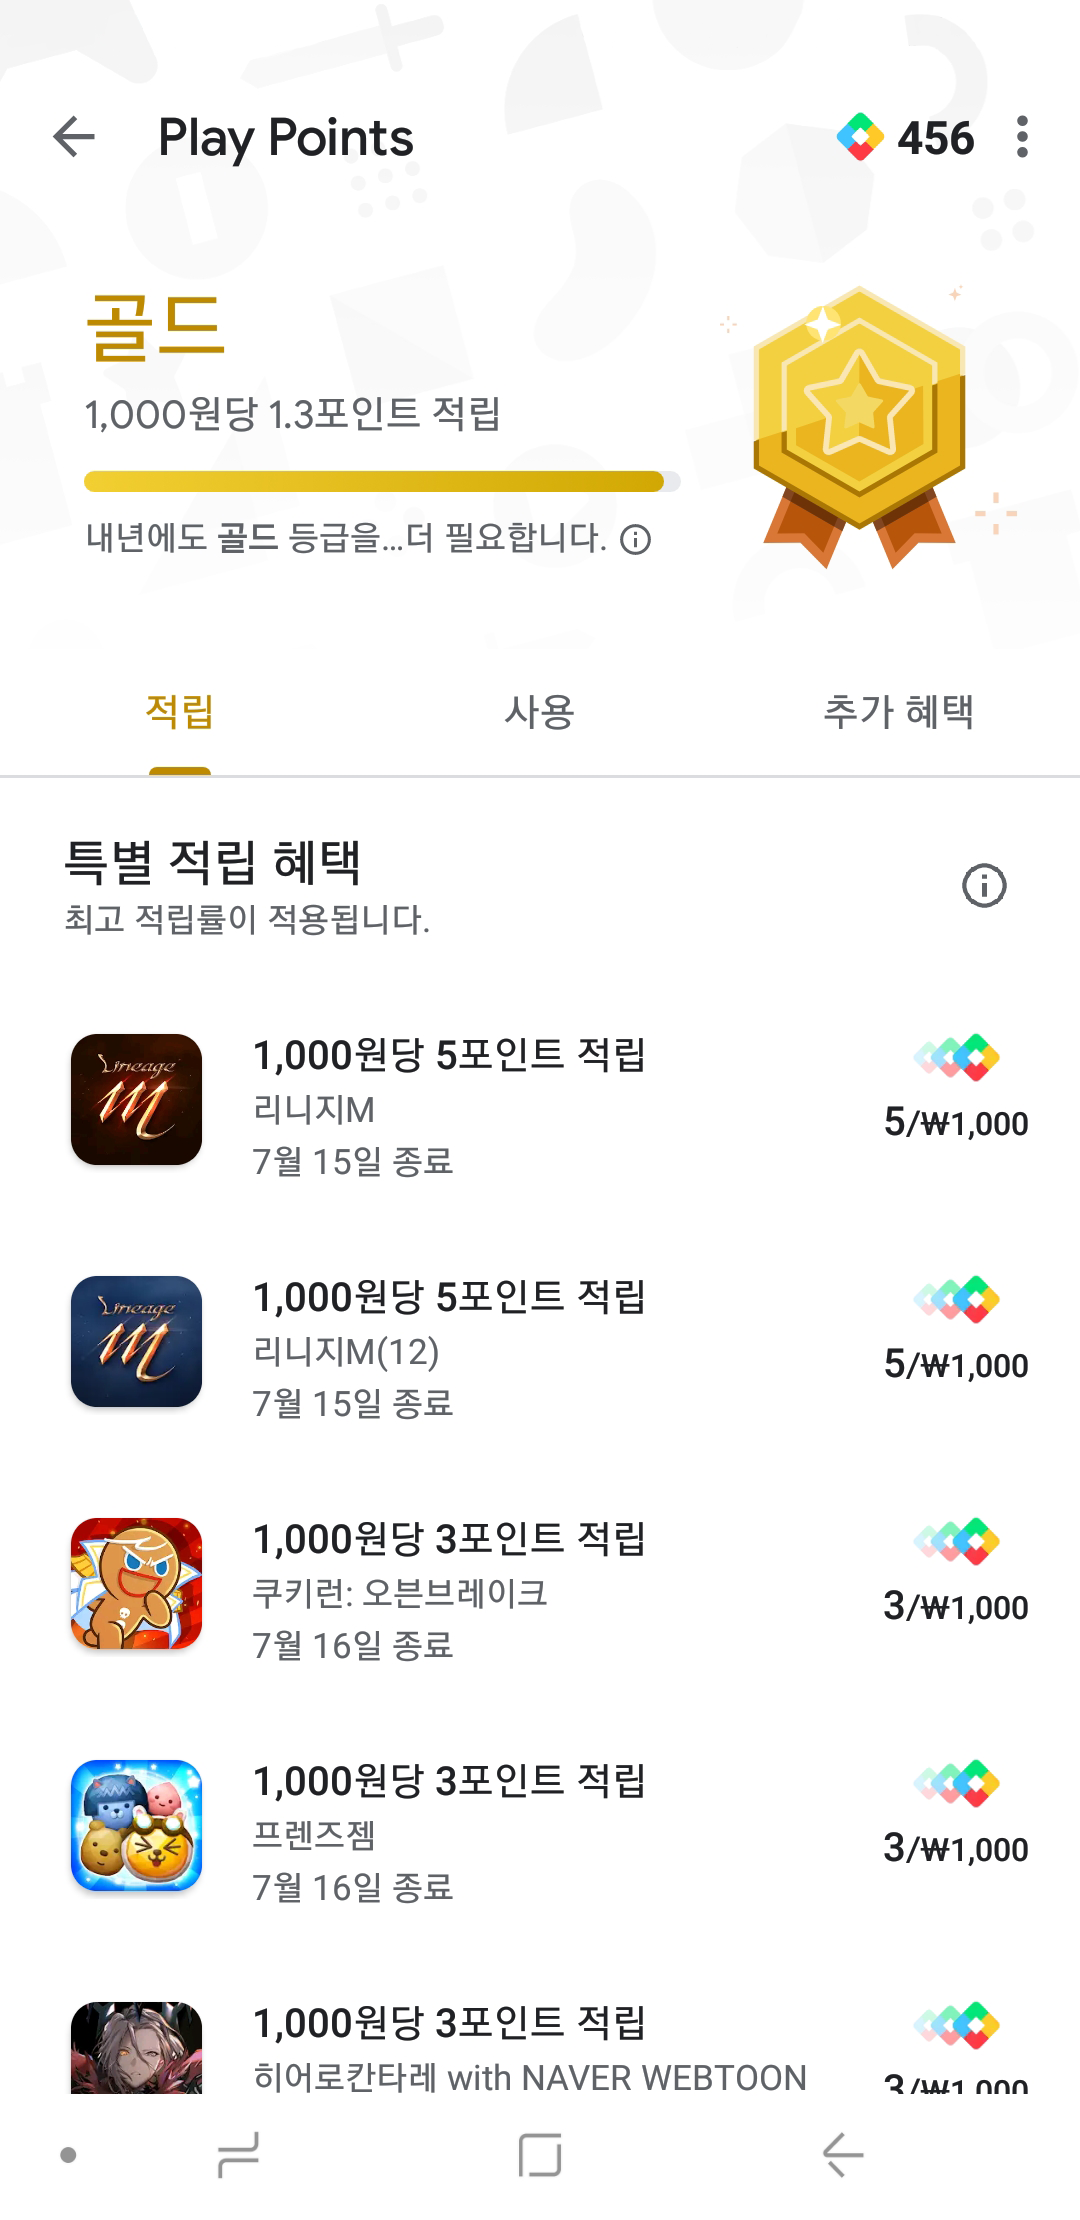 Play Points
456
골드
1,000원당 1.3포인트 적립
내년에도 골드 등급을...더 필요합니다.
적립
사용
추가 혜택
특별 적립 혜택
최고 적립률이 적용됩니다.
Lineage
M
1,000원당 5포인트 적립
리니지M
7월 15일 종료
5/₩1,000
Lineage
M
1,000원당 5포인트 적립
리니지M(12)
7월 15일 종료
5/₩1,000
1,000원당 3포인트 적립
쿠키런: 오븐브레이크
7월 16일 종료
3/₩1,000
1,000원당 3포인트 적립
프렌즈젬
7월 16일 종료
3/₩1,000
1,000원당 3포인트 적립
히어로칸타레 with NAVER WEBTOON
3/₩1,000